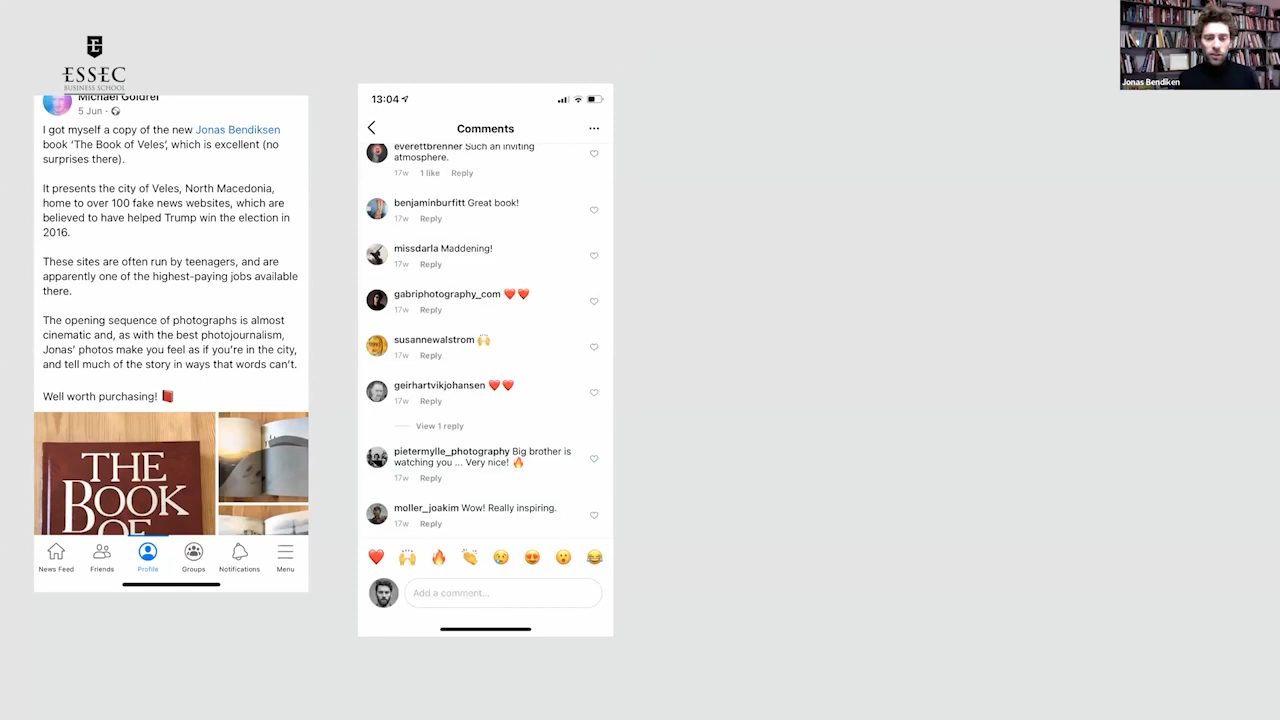 ESSEC
BUSINESS SCHOOL
Michael Goldrei
5 Jun ·
I got myself a copy of the new Jonas Bendiksen
book ‘The Book of Veles’, which is excellent (no
surprises there).
It presents the city of Veles, North Macedonia,
home to over 100 fake news websites, which are
believed to have helped Trump win the election in
2016.
These sites are often run by teenagers, and are
apparently one of the highest-paying jobs available
there.
The opening sequence of photographs is almost
cinematic and, as with the best photojournalism,
Jonas’ photos make you feel as if you’re in the city,
and tell much of the story in ways that words can’t.
Well worth purchasing! 📕
THE
BOOK
OF
News Feed Friends Profile Groups Notifications Menu
13:04
Comments
everettbrenner Such an inviting
atmosphere.
17w 1 like Reply
benjaminburfitt Great book!
17w Reply
missdarla Maddening!
17w Reply
gabriphotography_com ❤️❤️
17w Reply
susannewalstrom 🙌
17w Reply
geirhartvikjohansen ❤️❤️
17w Reply
View 1 reply
pietermylle_photography Big brother is
watching you ... Very nice! 🔥
17w Reply
moller_joakim Wow! Really inspiring.
17w Reply
❤️ 🙌 🔥 👏 😢 😍 😮 😂
Add a comment...
Jonas Bendiken